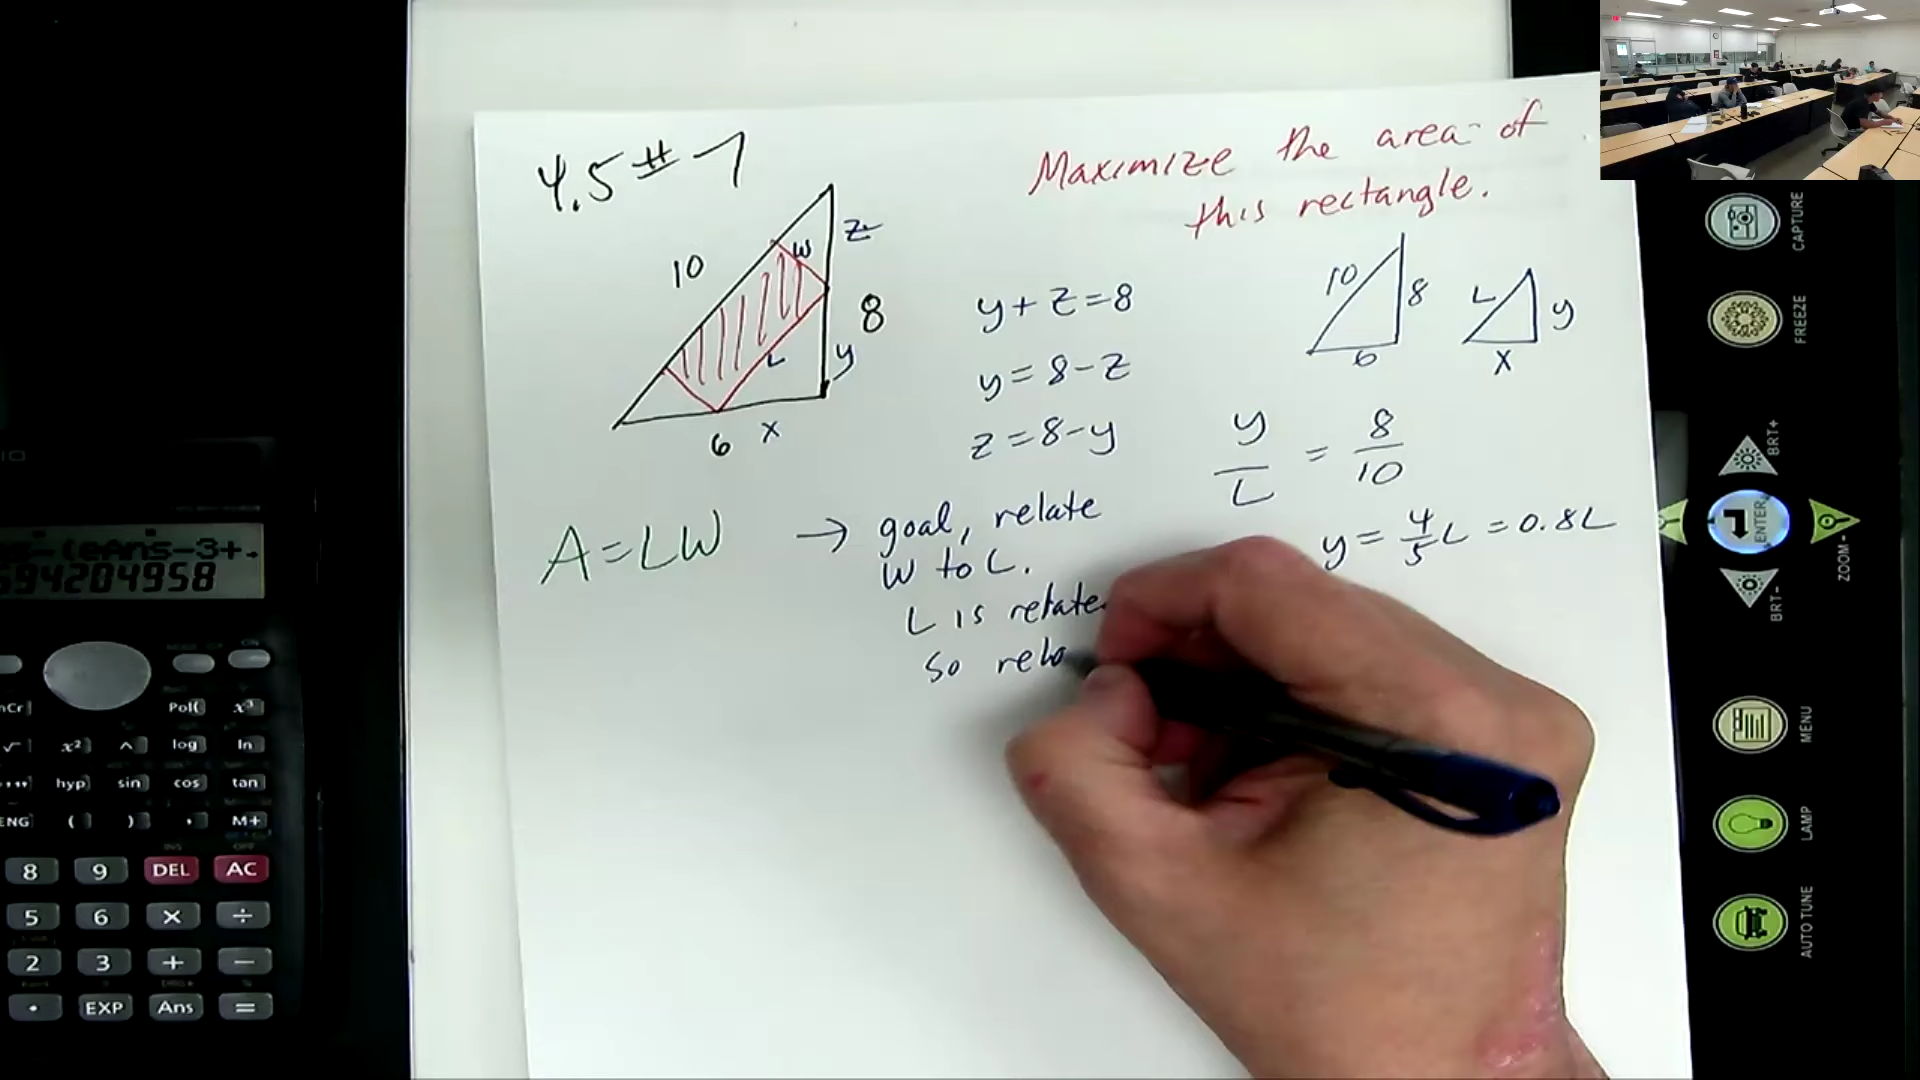 4.5 # 7
Maximize the area of
this rectangle.
10
W
z
8
L
y
6 x
y + z = 8
y = 8 - z
z = 8 - y
10
8
6
L
y
x
y/L = 8/10
y = 4/5 L = 0.8L
A = LW → goal, relate
W to L.
L is relate
so rela
94204958
Pol(
x³
x²
^
log
ln
hyp
sin
cos
tan
ENG
(
)
,
M+
8
9
DEL
AC
5
6
×
÷
2
3
+
−
·
EXP
Ans
=
CAPTURE
FREEZE
BRT+
ENTER
ZOOM-
BRT-
MENU
LAMP
AUTO TUNE